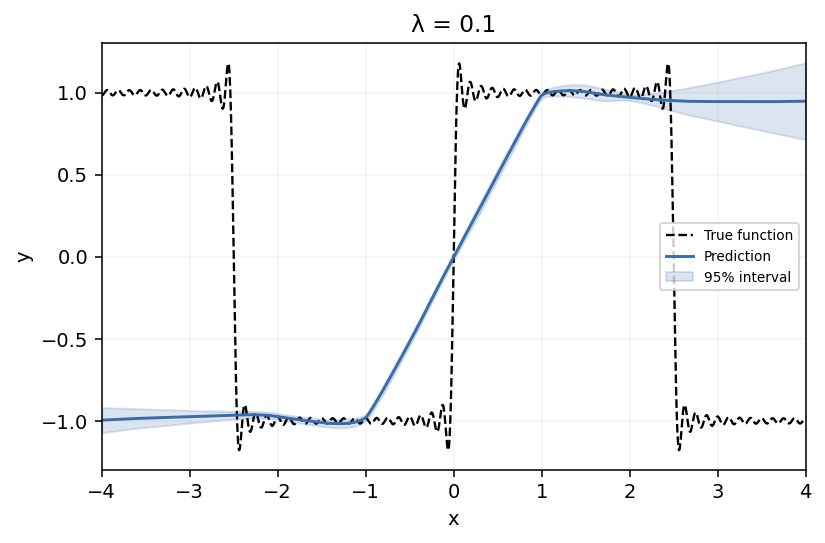 λ = 0.1
y
1.0
0.5
0.0
−0.5
−1.0
True function
Prediction
95% interval
−4 −3 −2 −1 0 1 2 3 4
x